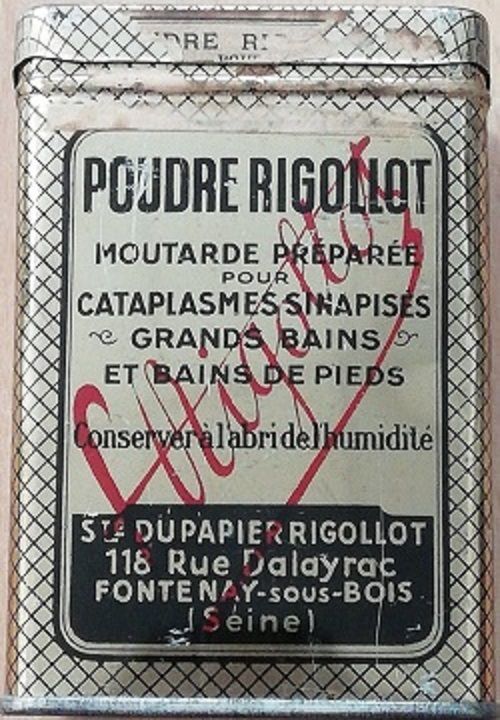 POUDRE RIGOLLOT
MOUTARDE PRÉPARÉE
POUR
CATAPLASMES SINAPISÉS
GRANDS BAINS
ET BAINS DE PIEDS
Conserver à l'abri de l'humidité
Rigollot
STÉ DU PAPIER RIGOLLOT
118 Rue Dalayrac
FONTENAY-sous-BOIS
(Seine)